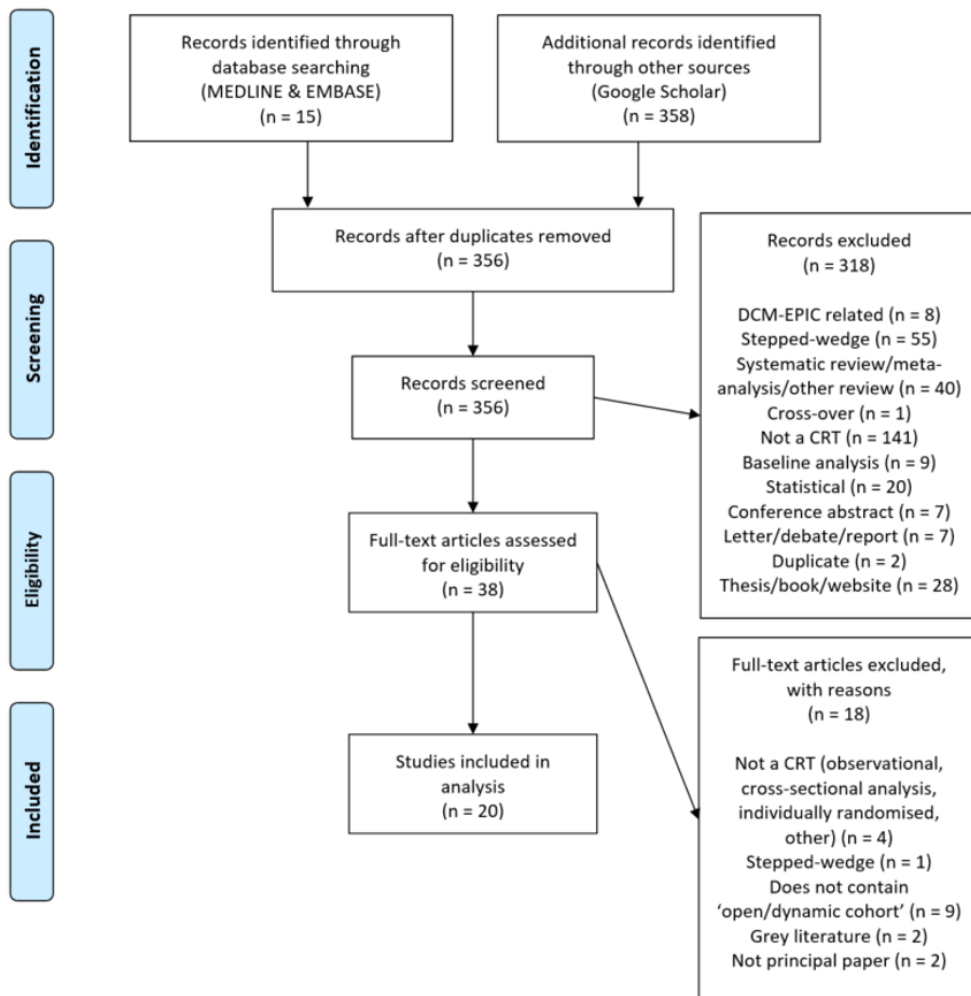 Identification
Records identified through
database searching
(MEDLINE & EMBASE)
(n = 15)
Additional records identified
through other sources
(Google Scholar)
(n = 358)
Records after duplicates removed
(n = 356)
Screening
Records screened
(n = 356)
Records excluded
(n = 318)
DCM-EPIC related (n = 8)
Stepped-wedge (n = 55)
Systematic review/meta-
analysis/other review (n = 40)
Cross-over (n = 1)
Not a CRT (n = 141)
Baseline analysis (n = 9)
Statistical (n = 20)
Conference abstract (n = 7)
Letter/debate/report (n = 7)
Duplicate (n = 2)
Thesis/book/website (n = 28)
Eligibility
Full-text articles assessed
for eligibility
(n = 38)
Full-text articles excluded,
with reasons
(n = 18)
Not a CRT (observational,
cross-sectional analysis,
individually randomised,
other) (n = 4)
Stepped-wedge (n = 1)
Does not contain
‘open/dynamic cohort’ (n = 9)
Grey literature (n = 2)
Not principal paper (n = 2)
Included
Studies included in
analysis
(n = 20)